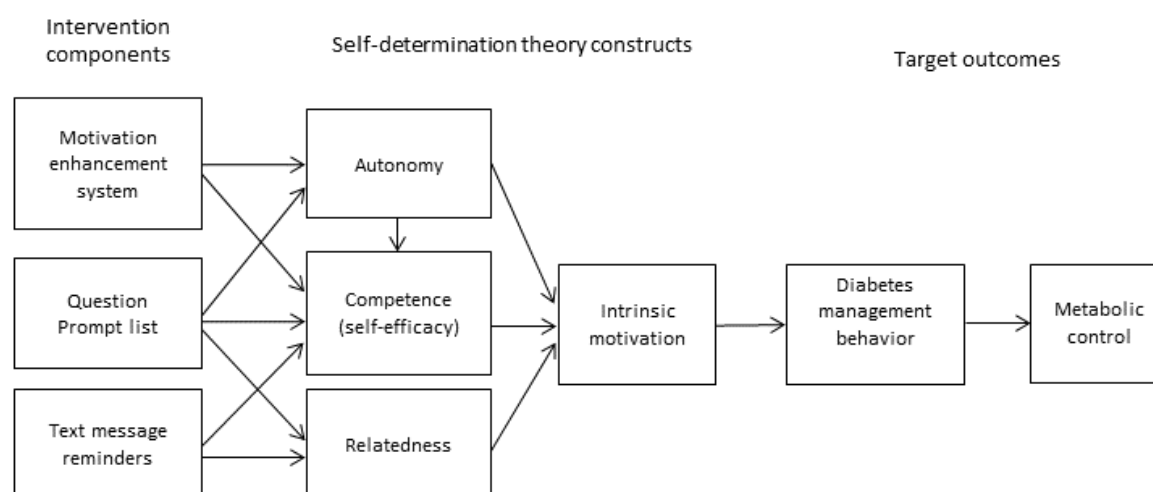 Intervention
components
Self-determination theory constructs
Target outcomes
Motivation
enhancement
system
Autonomy
Question
Prompt list
Competence
(self-efficacy)
Intrinsic
motivation
Diabetes
management
behavior
Metabolic
control
Text message
reminders
Relatedness